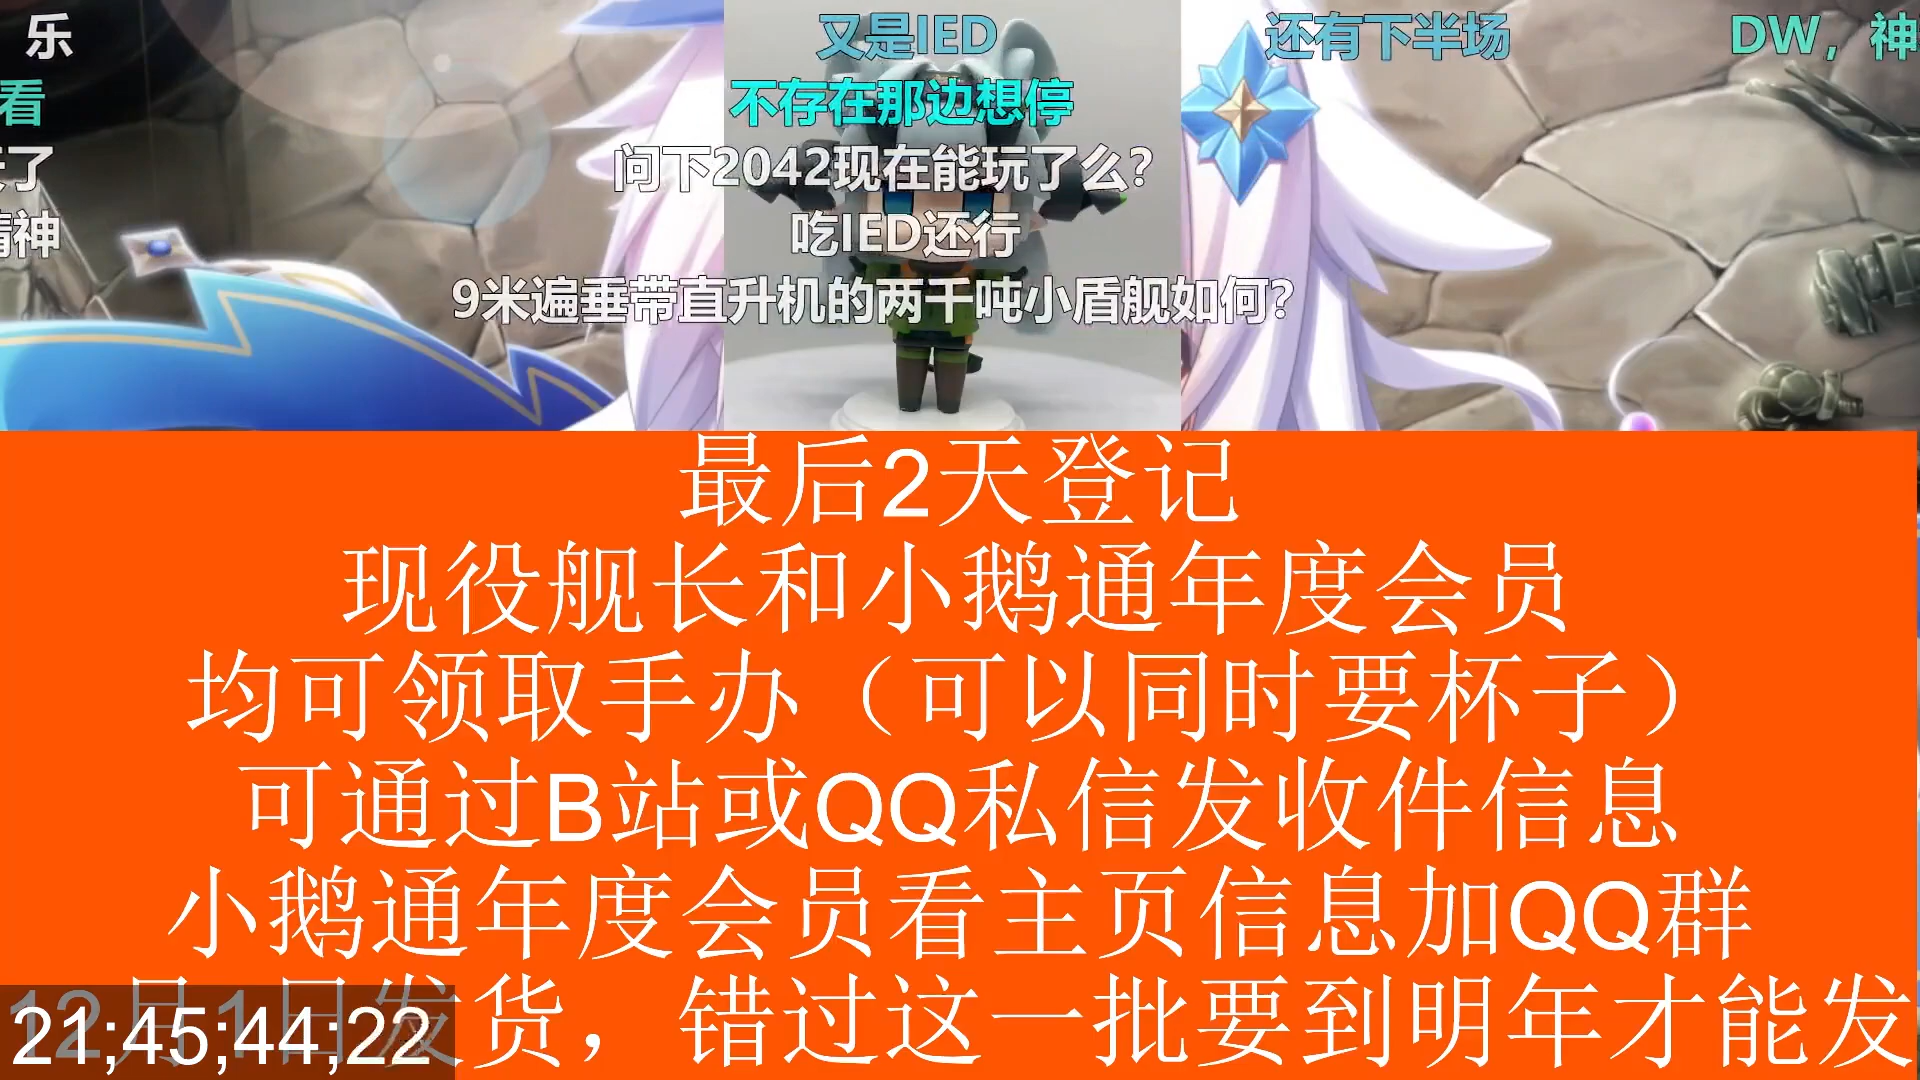 乐
又是IED
还有下半场
DW，神
看
不存在那边想停
了
问下2042现在能玩了么？
精神
吃IED还行
9米遍垂带直升机的两千吨小盾舰如何？
最后2天登记
现役舰长和小鹅通年度会员
均可领取手办（可以同时要杯子）
可通过B站或QQ私信发收件信息
小鹅通年度会员看主页信息加QQ群
12月1日发货，错过这一批要到明年才能发
21;45;44;22